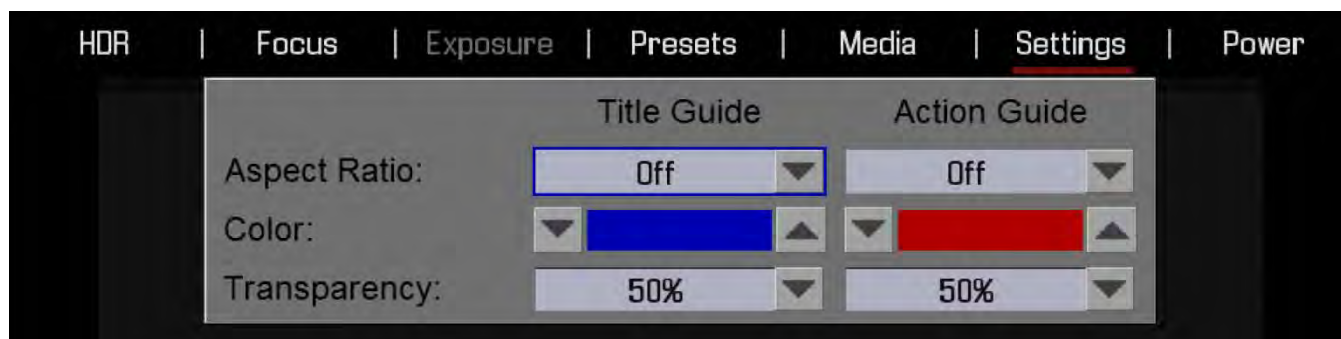 HDR | Focus | Exposure | Presets | Media | Settings | Power
Title Guide Action Guide
Aspect Ratio: Off Off
Color:
Transparency: 50% 50%